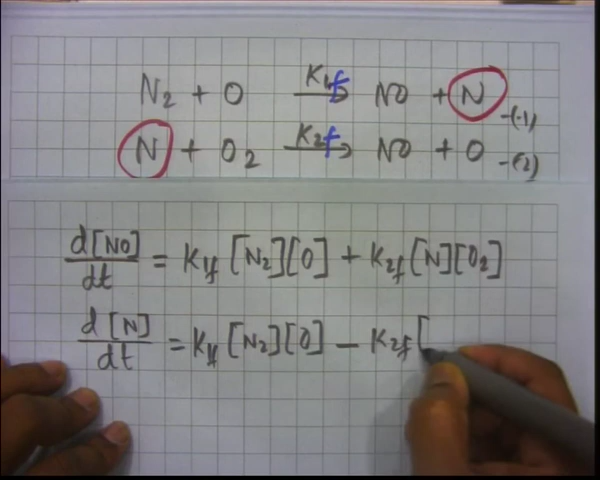 N₂ + O —K₁f→ NO + N -(1)
N + O₂ —K₂f→ NO + O -(2)
d[NO]/dt = K₁f [N₂][O] + K₂f [N][O₂]
d[N]/dt = K₁f [N₂][O] — K₂f [